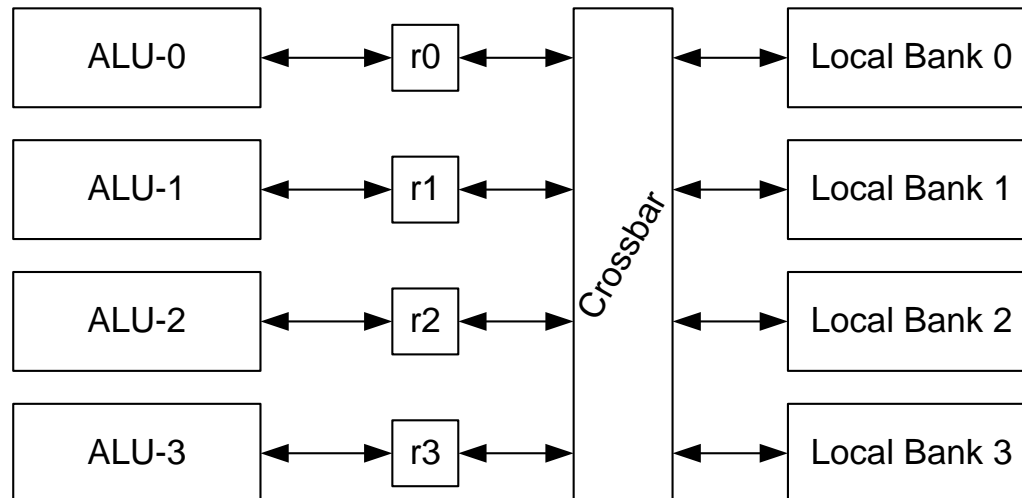 ALU-0
r0
Local Bank 0
ALU-1
r1
Local Bank 1
Crossbar
ALU-2
r2
Local Bank 2
ALU-3
r3
Local Bank 3